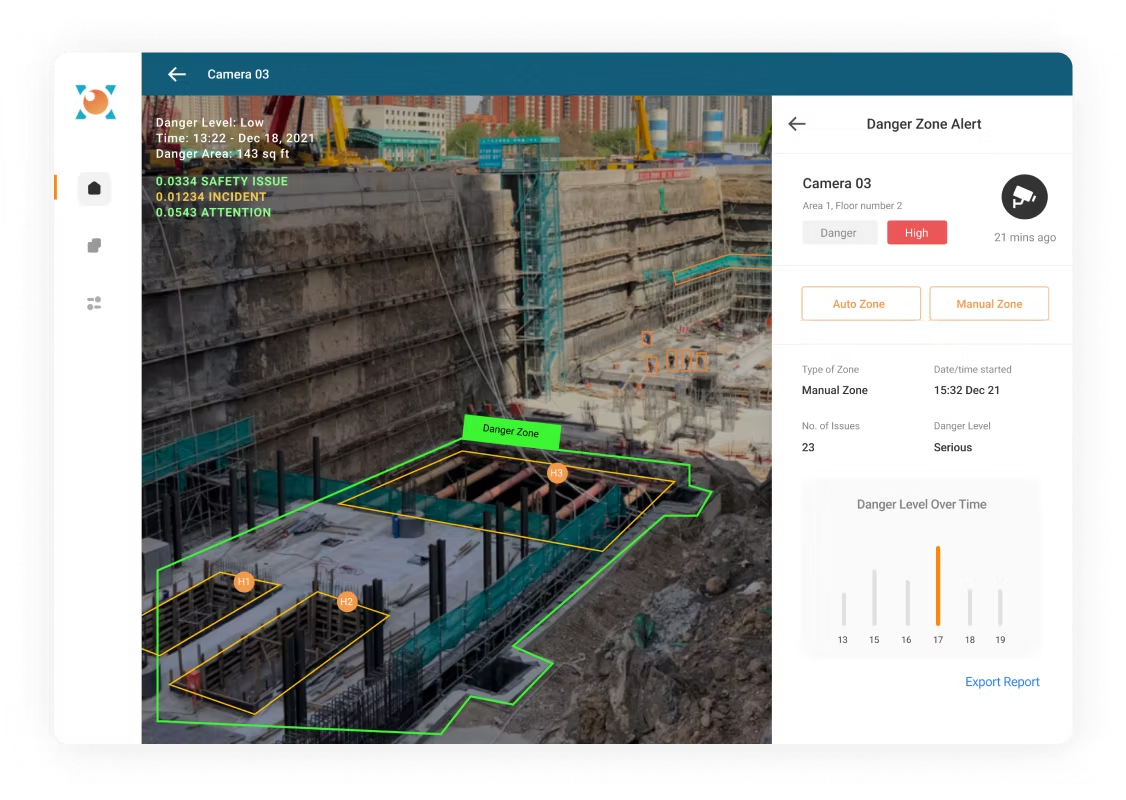 Camera 03
Danger Level: Low
Time: 13:22 - Dec 18, 2021
Danger Area: 143 sq ft
0.0334 SAFETY ISSUE
0.01234 INCIDENT
0.0543 ATTENTION
Danger Zone
H3
H1
H2
Danger Zone Alert
Camera 03
Area 1, Floor number 2
Danger High
21 mins ago
Auto Zone Manual Zone
Type of Zone Date/time started
Manual Zone 15:32 Dec 21
No. of Issues Danger Level
23 Serious
Danger Level Over Time
13 15 16 17 18 19
Export Report